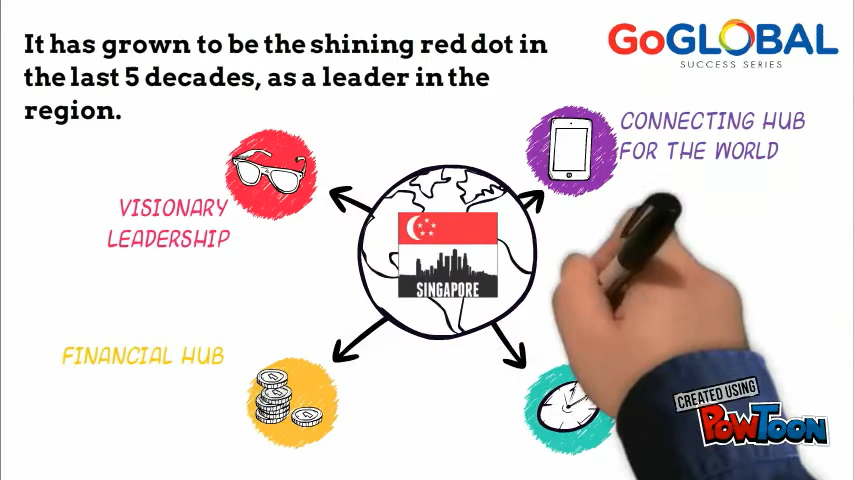 It has grown to be the shining red dot in
the last 5 decades, as a leader in the
region.
GoGLOBAL
SUCCESS SERIES
CONNECTING HUB
FOR THE WORLD
VISIONARY
LEADERSHIP
SINGAPORE
FINANCIAL HUB
CREATED USING
POWTOON